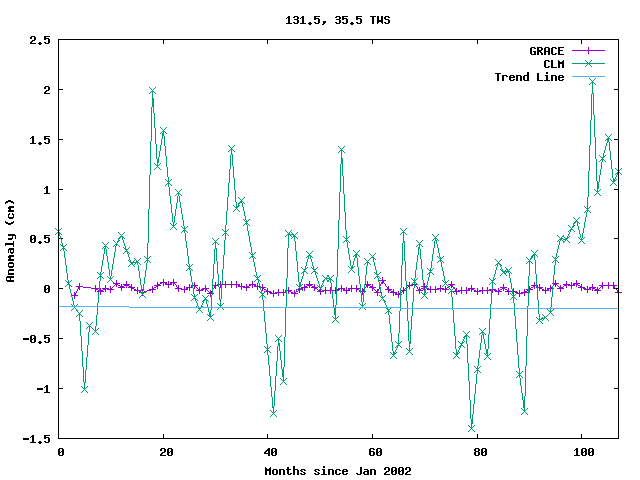 131.5, 35.5 TWS
GRACE
CLM
Trend Line
Anomaly (cm)
2.5
2
1.5
1
0.5
0
-0.5
-1
-1.5
0 20 40 60 80 100
Months since Jan 2002